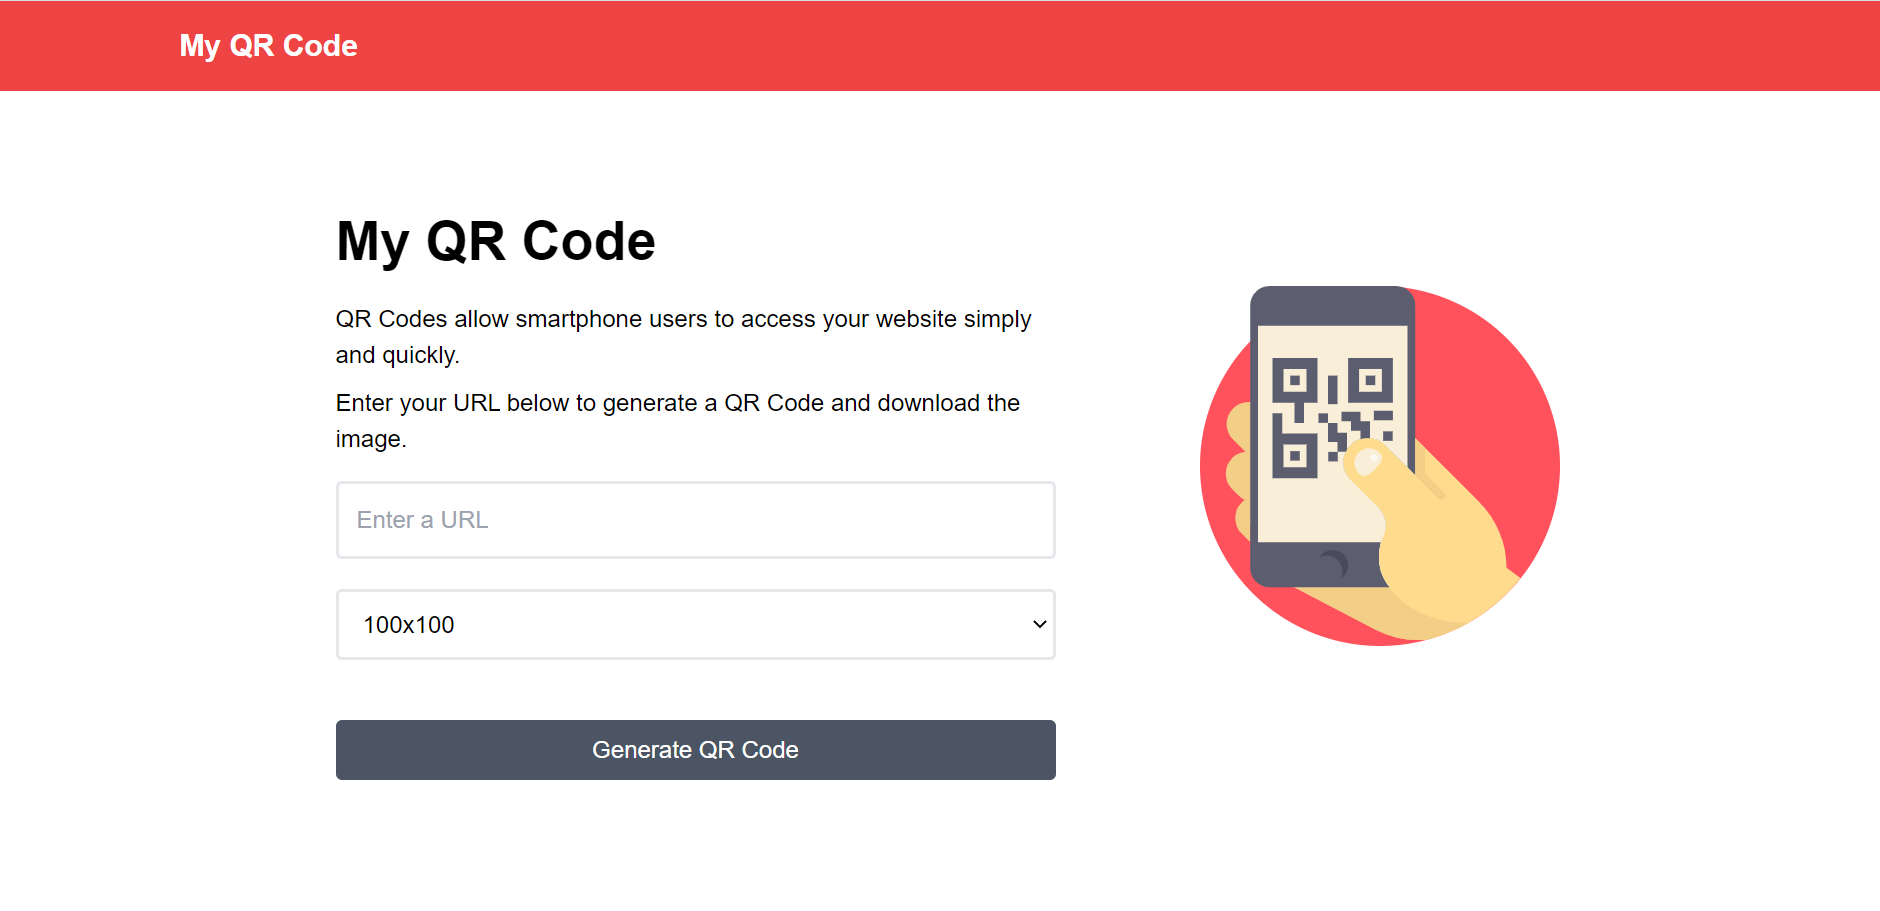 My QR Code
My QR Code
QR Codes allow smartphone users to access your website simply
and quickly.
Enter your URL below to generate a QR Code and download the
image.
Enter a URL
100x100
Generate QR Code